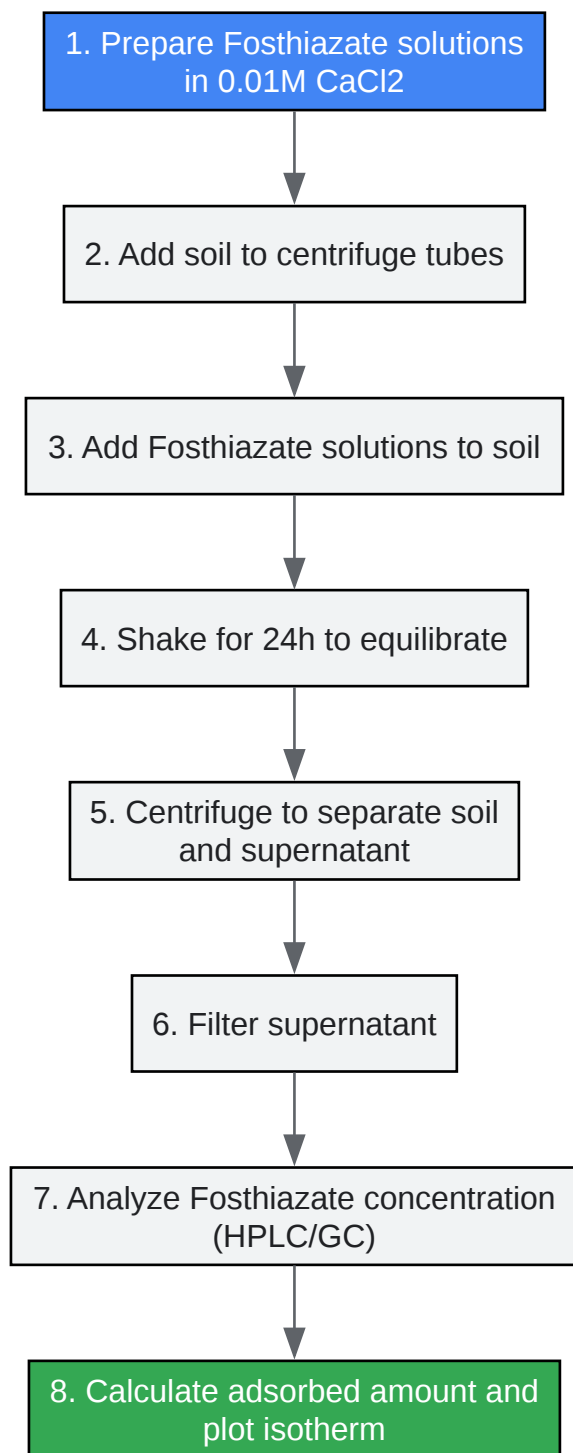 1. Prepare Fosthiazate solutions
in 0.01M CaCl2
2. Add soil to centrifuge tubes
3. Add Fosthiazate solutions to soil
4. Shake for 24h to equilibrate
5. Centrifuge to separate soil
and supernatant
6. Filter supernatant
7. Analyze Fosthiazate concentration
(HPLC/GC)
8. Calculate adsorbed amount and
plot isotherm